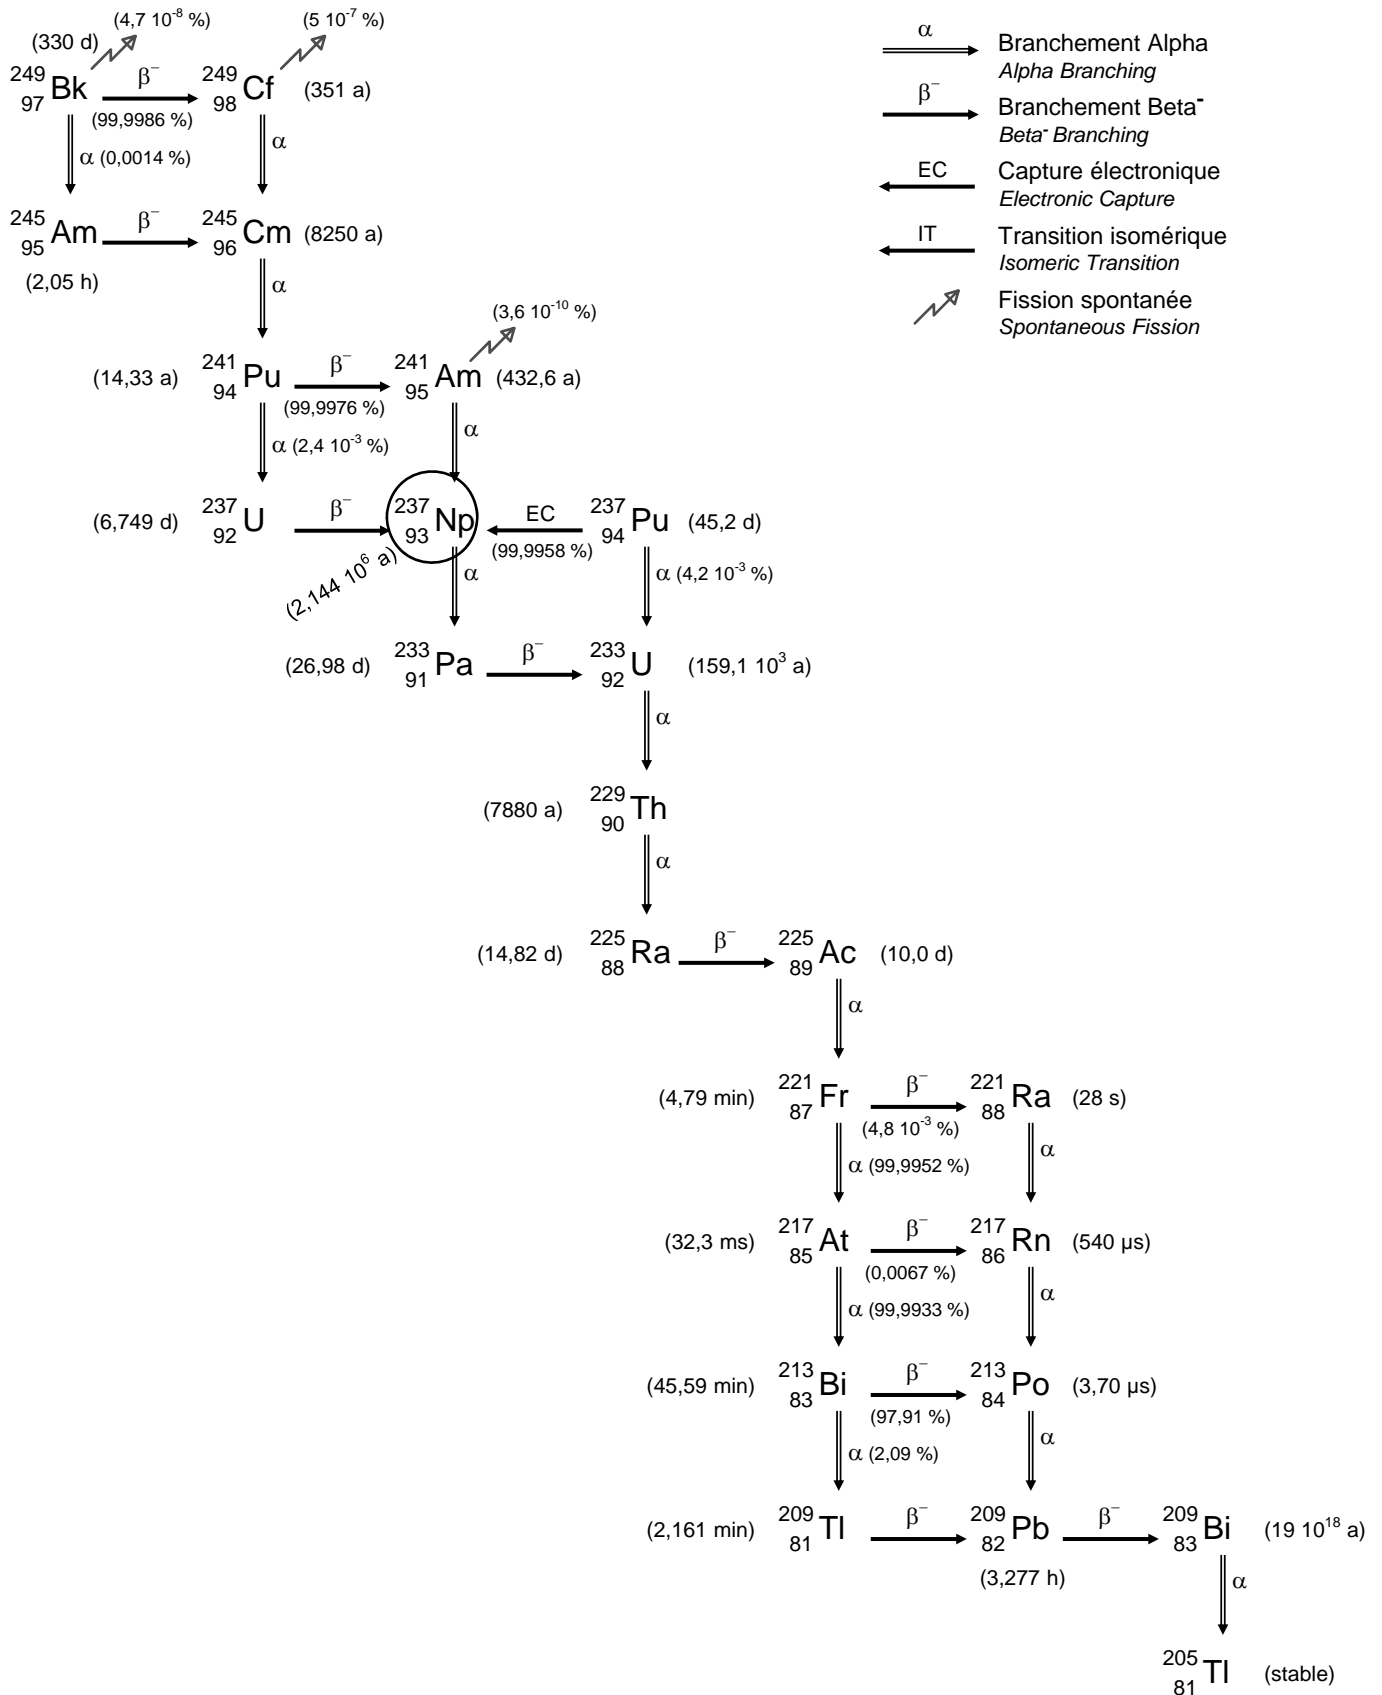 (4,7 10⁻⁸ %) (5 10⁻⁷ %)
(330 d)
²⁴⁹₉₇Bk β⁻ ²⁴⁹₉₈Cf (351 a)
(99,9986 %)
α (0,0014 %) α
²⁴⁵₉₅Am β⁻ ²⁴⁵₉₆Cm (8250 a)
(2,05 h)
α
(3,6 10⁻¹⁰ %)
(14,33 a) ²⁴¹₉₄Pu β⁻ ²⁴¹₉₅Am (432,6 a)
(99,9976 %)
α (2,4 10⁻³ %) α
(6,749 d) ²³⁷₉₂U β⁻ ²³⁷₉₃Np EC ²³⁷₉₄Pu (45,2 d)
(99,9958 %)
(2,144 10⁶ a) α α (4,2 10⁻³ %)
(26,98 d) ²³³₉₁Pa β⁻ ²³³₉₂U (159,1 10³ a)
α
(7880 a) ²²⁹₉₀Th
α
(14,82 d) ²²⁵₈₈Ra β⁻ ²²⁵₈₉Ac (10,0 d)
α
(4,79 min) ²²¹₈₇Fr β⁻ ²²¹₈₈Ra (28 s)
(4,8 10⁻³ %)
α (99,9952 %) α
(32,3 ms) ²¹⁷₈₅At β⁻ ²¹⁷₈₆Rn (540 µs)
(0,0067 %)
α (99,9933 %) α
(45,59 min) ²¹³₈₃Bi β⁻ ²¹³₈₄Po (3,70 µs)
(97,91 %)
α (2,09 %) α
(2,161 min) ²⁰⁹₈₁Tl β⁻ ²⁰⁹₈₂Pb β⁻ ²⁰⁹₈₃Bi (19 10¹⁸ a)
(3,277 h)
α
²⁰⁵₈₁Tl (stable)
α Branchement Alpha
Alpha Branching
β⁻ Branchement Beta⁻
Beta⁻ Branching
EC Capture électronique
Electronic Capture
IT Transition isomérique
Isomeric Transition
Fission spontanée
Spontaneous Fission